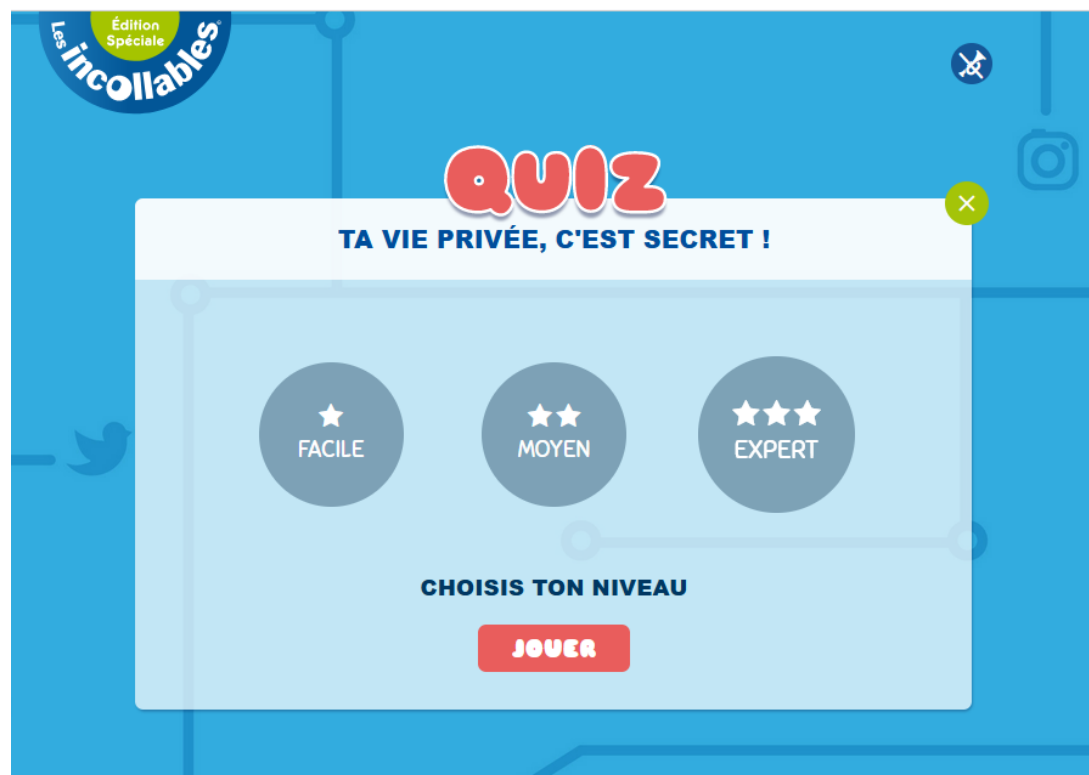 Édition
Spéciale
Les
incollables
QUIZ
TA VIE PRIVÉE, C'EST SECRET !
FACILE
MOYEN
EXPERT
CHOISIS TON NIVEAU
JOUER